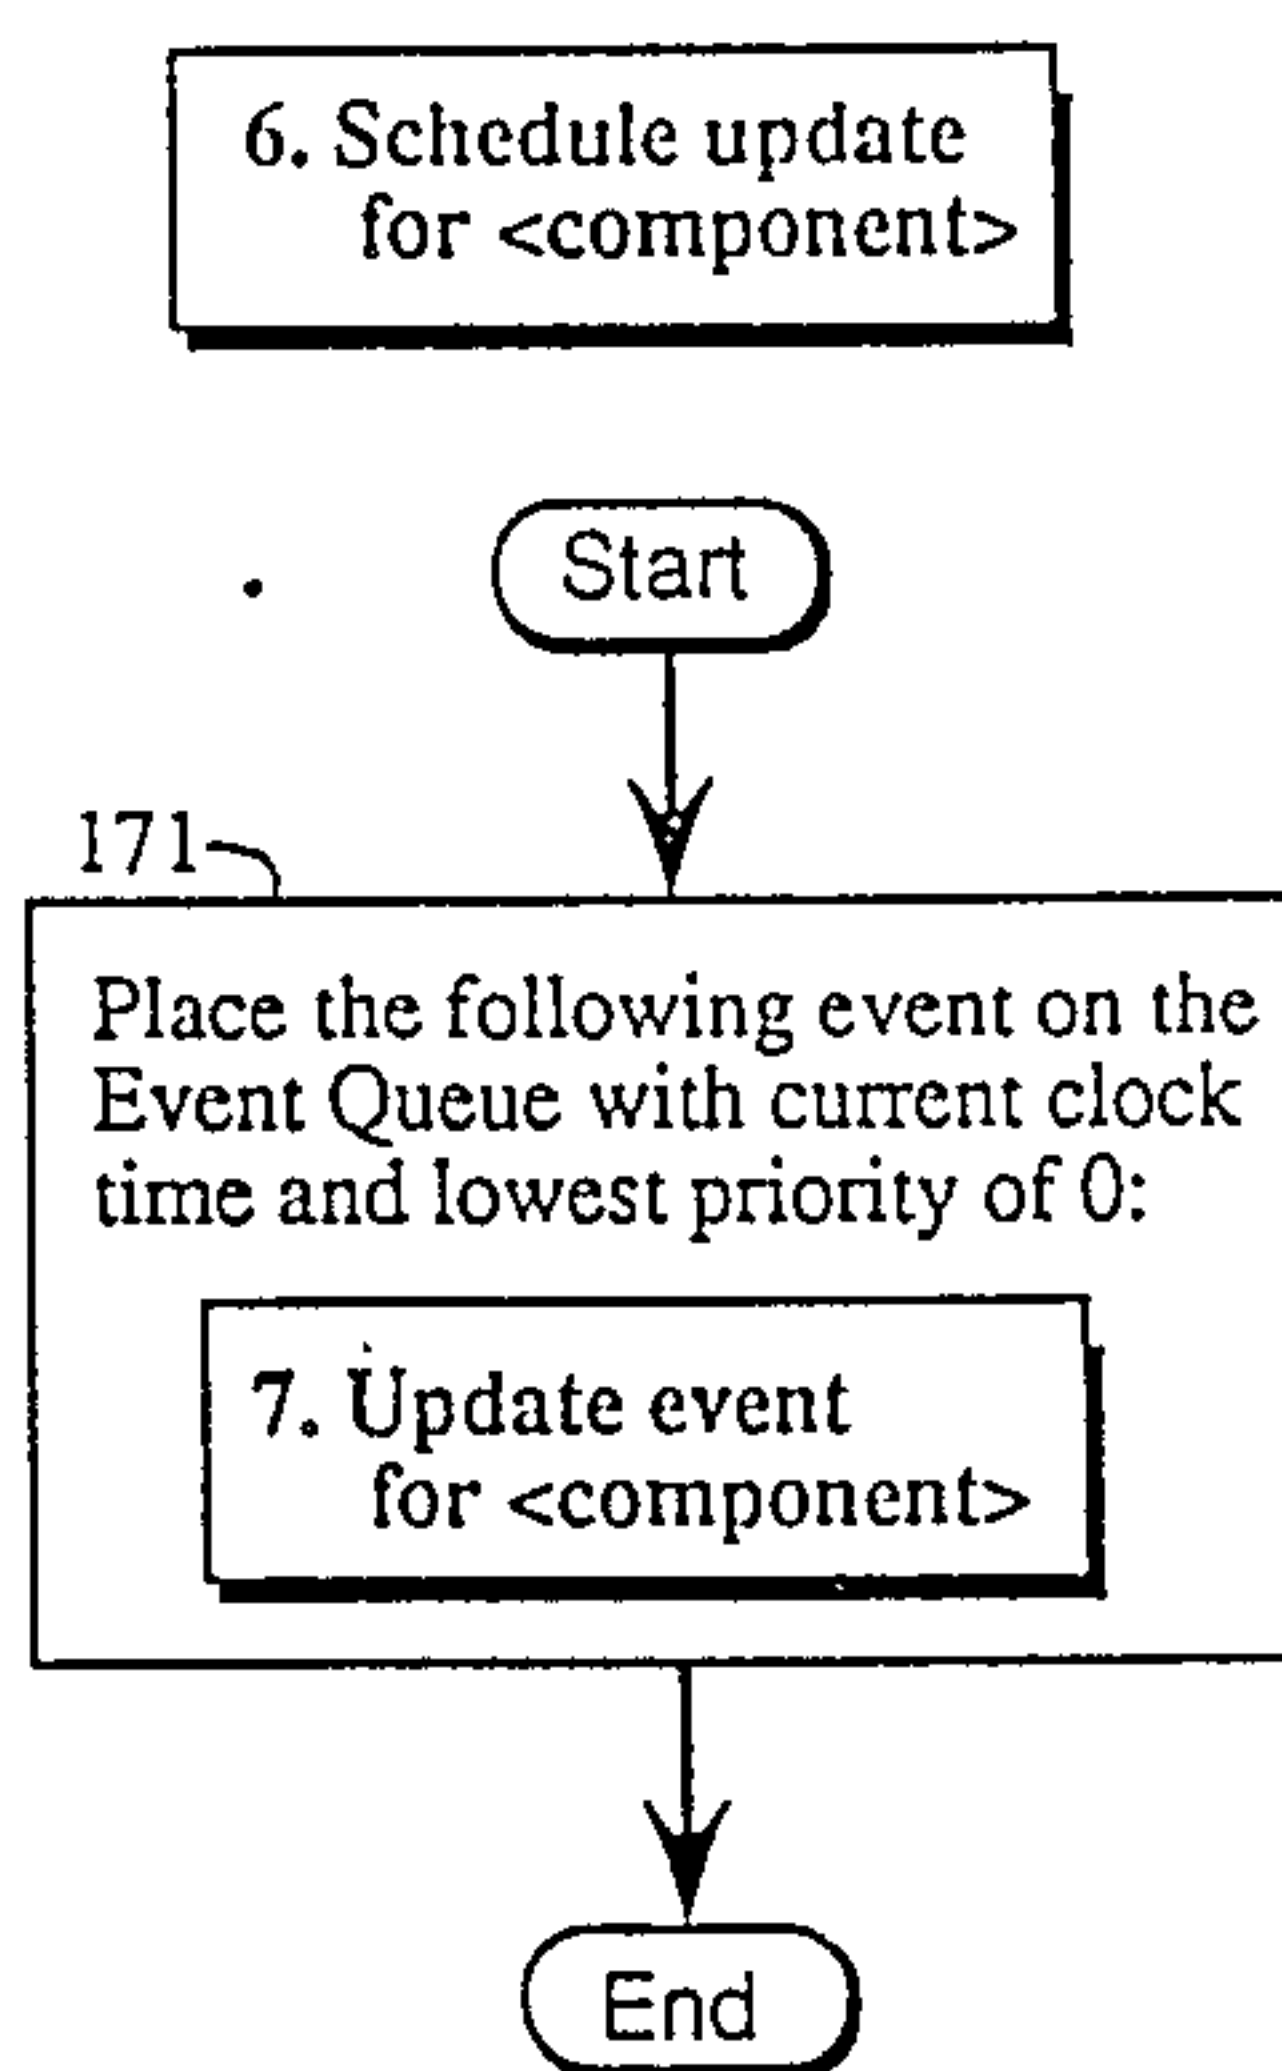 6. Schedule update
for <component>
Start
171
Place the following event on the
Event Queue with current clock
time and lowest priority of 0:
7. Update event
for <component>
End